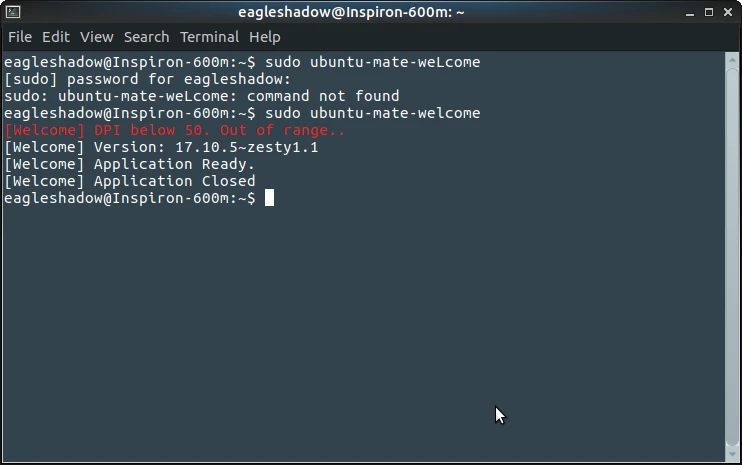 eagleshadow@Inspiron-600m: ~
File Edit View Search Terminal Help
eagleshadow@Inspiron-600m:~$ sudo ubuntu-mate-weLcome
[sudo] password for eagleshadow:
sudo: ubuntu-mate-weLcome: command not found
eagleshadow@Inspiron-600m:~$ sudo ubuntu-mate-welcome
[Welcome] DPI below 50. Out of range..
[Welcome] Version: 17.10.5~zesty1.1
[Welcome] Application Ready.
[Welcome] Application Closed
eagleshadow@Inspiron-600m:~$